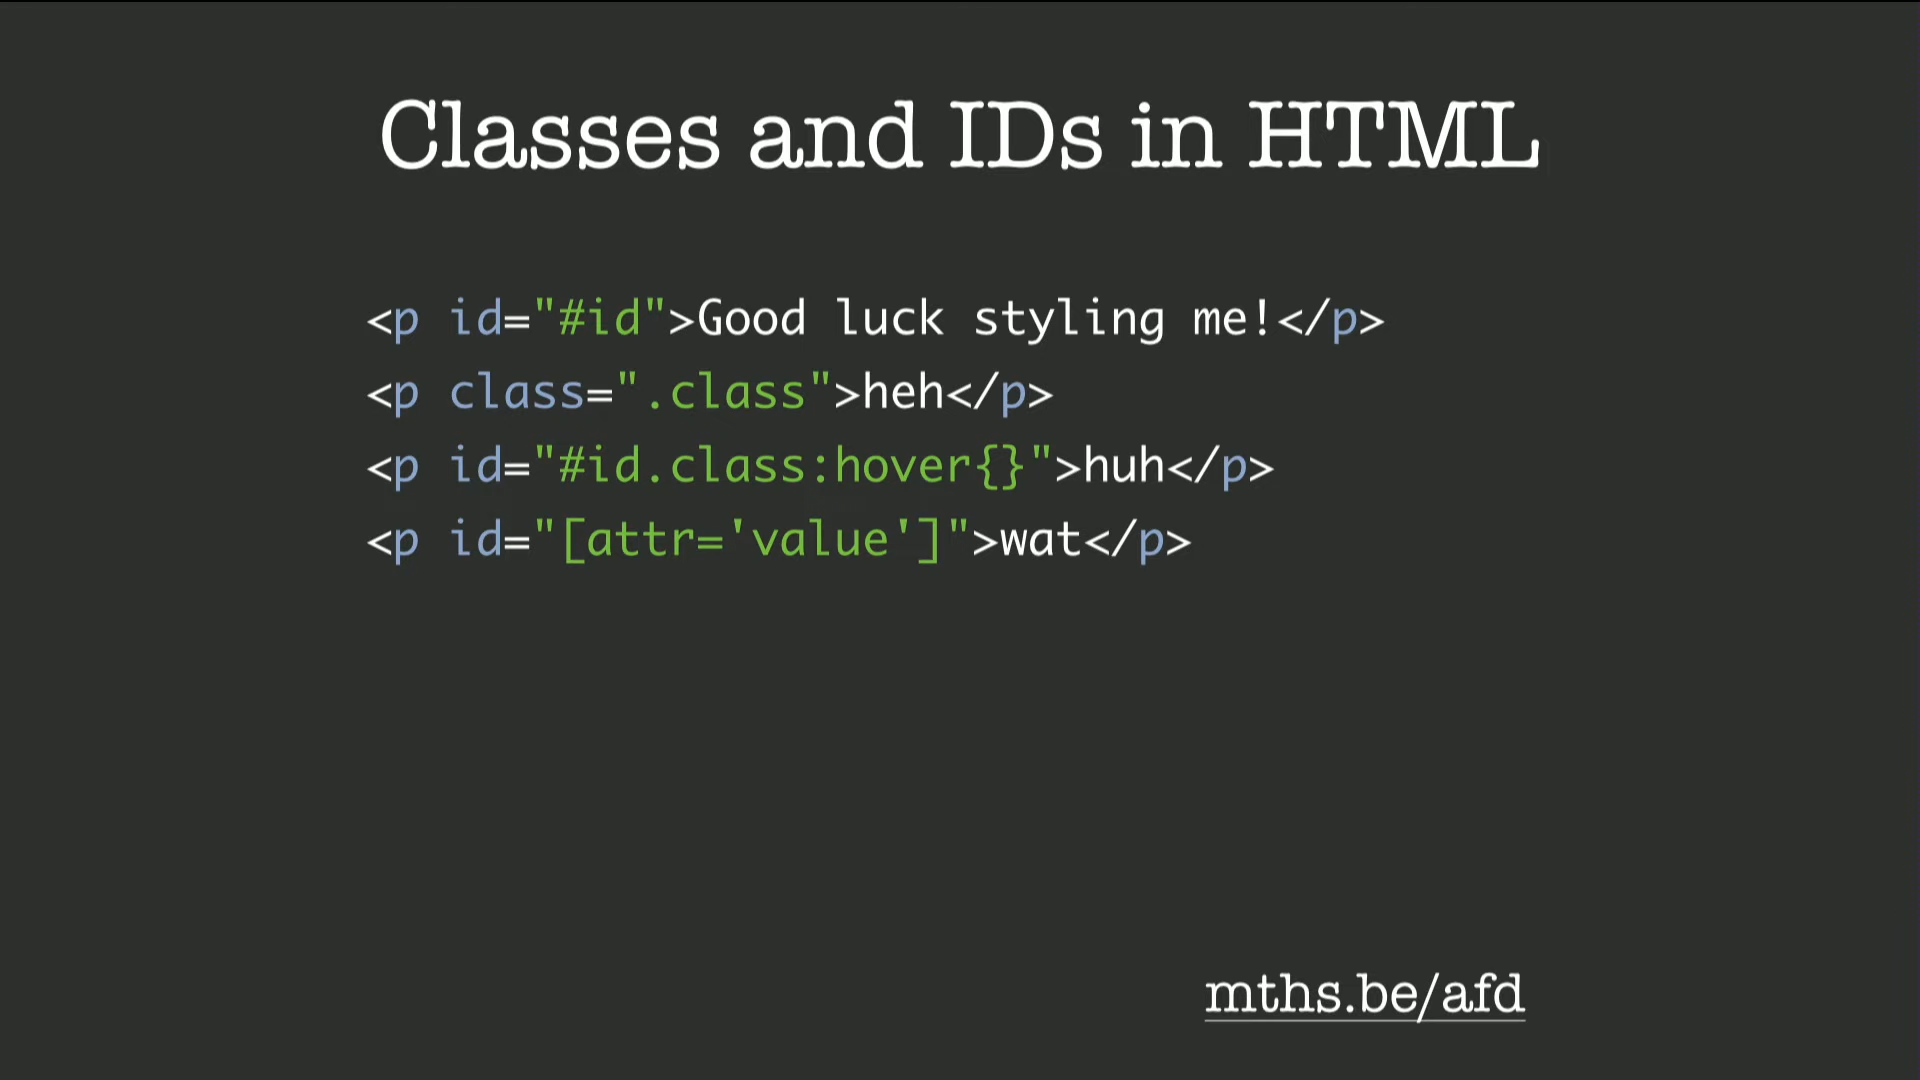 Classes and IDs in HTML
<p id="#id">Good luck styling me!</p>
<p class=".class">heh</p>
<p id="#id.class:hover{}">huh</p>
<p id="[attr='value']">wat</p>
mths.be/afd